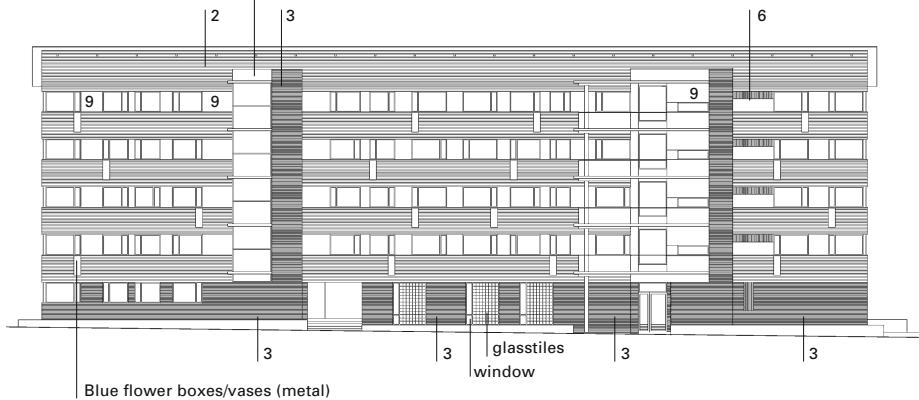 2 3 6
9 9 9
glasstiles
3 3 3 3
window
Blue flower boxes/vases (metal)